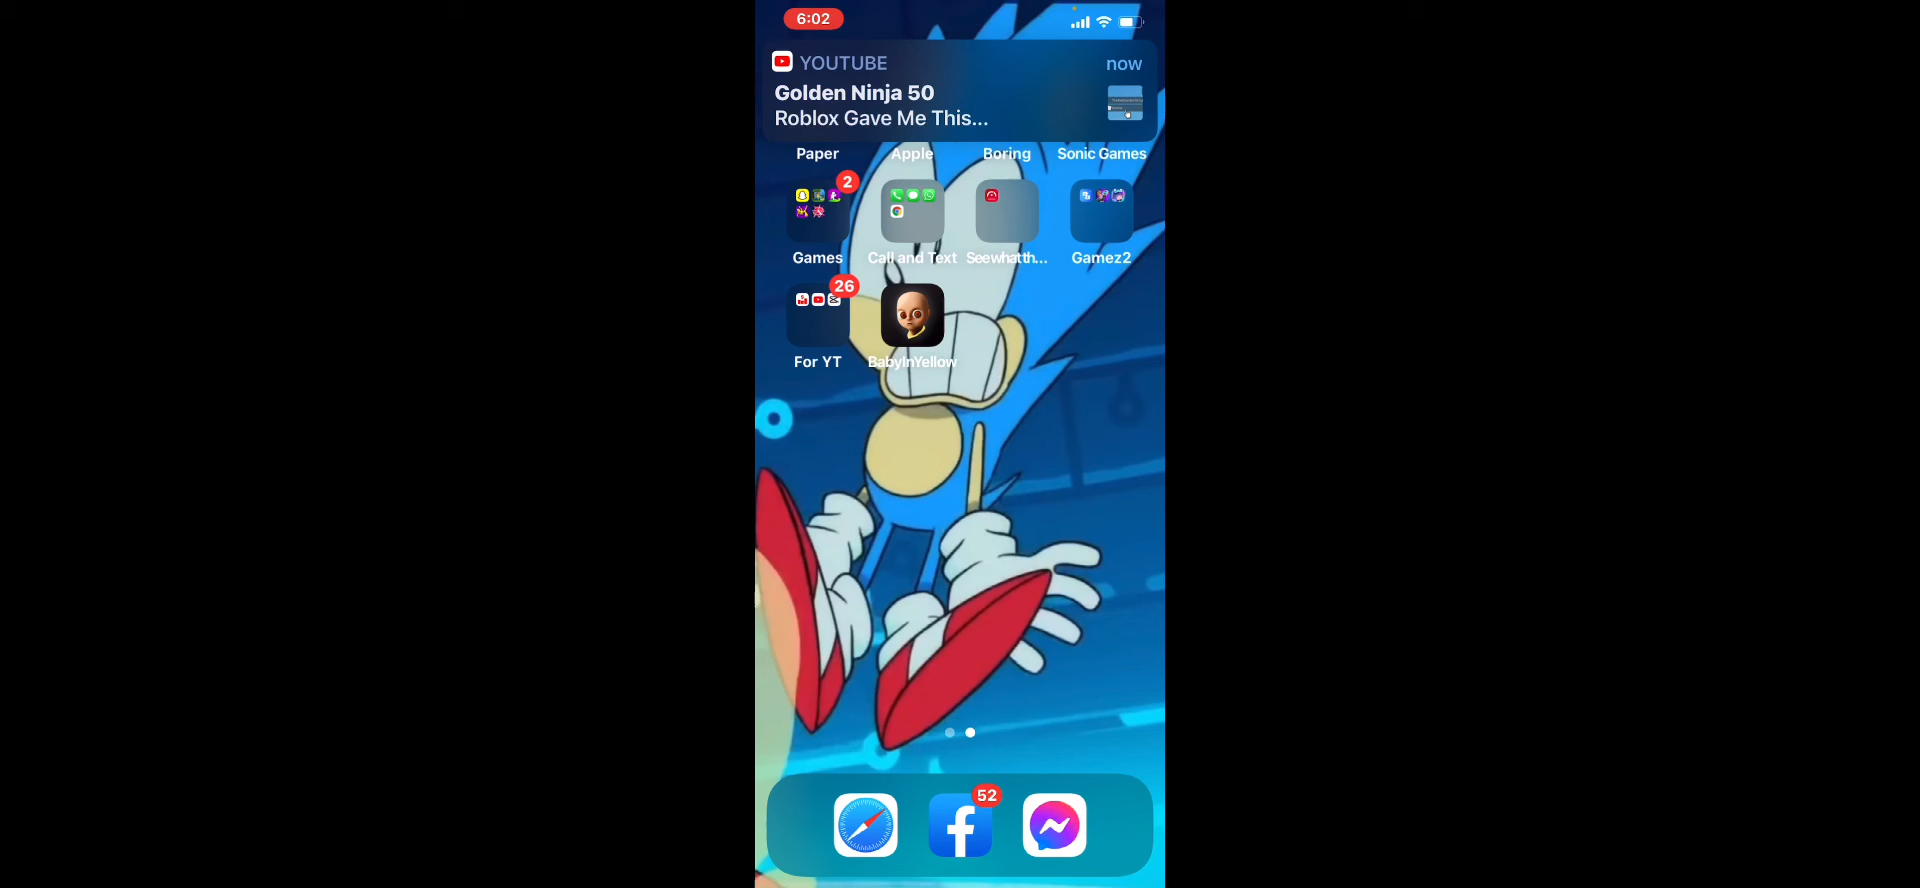 6:02
YOUTUBE now
Golden Ninja 50
Roblox Gave Me This...
Paper Apple Boring Sonic Games
2
Games Call and Text Seewhatth... Gamez2
26
For YT BabyInYellow
52